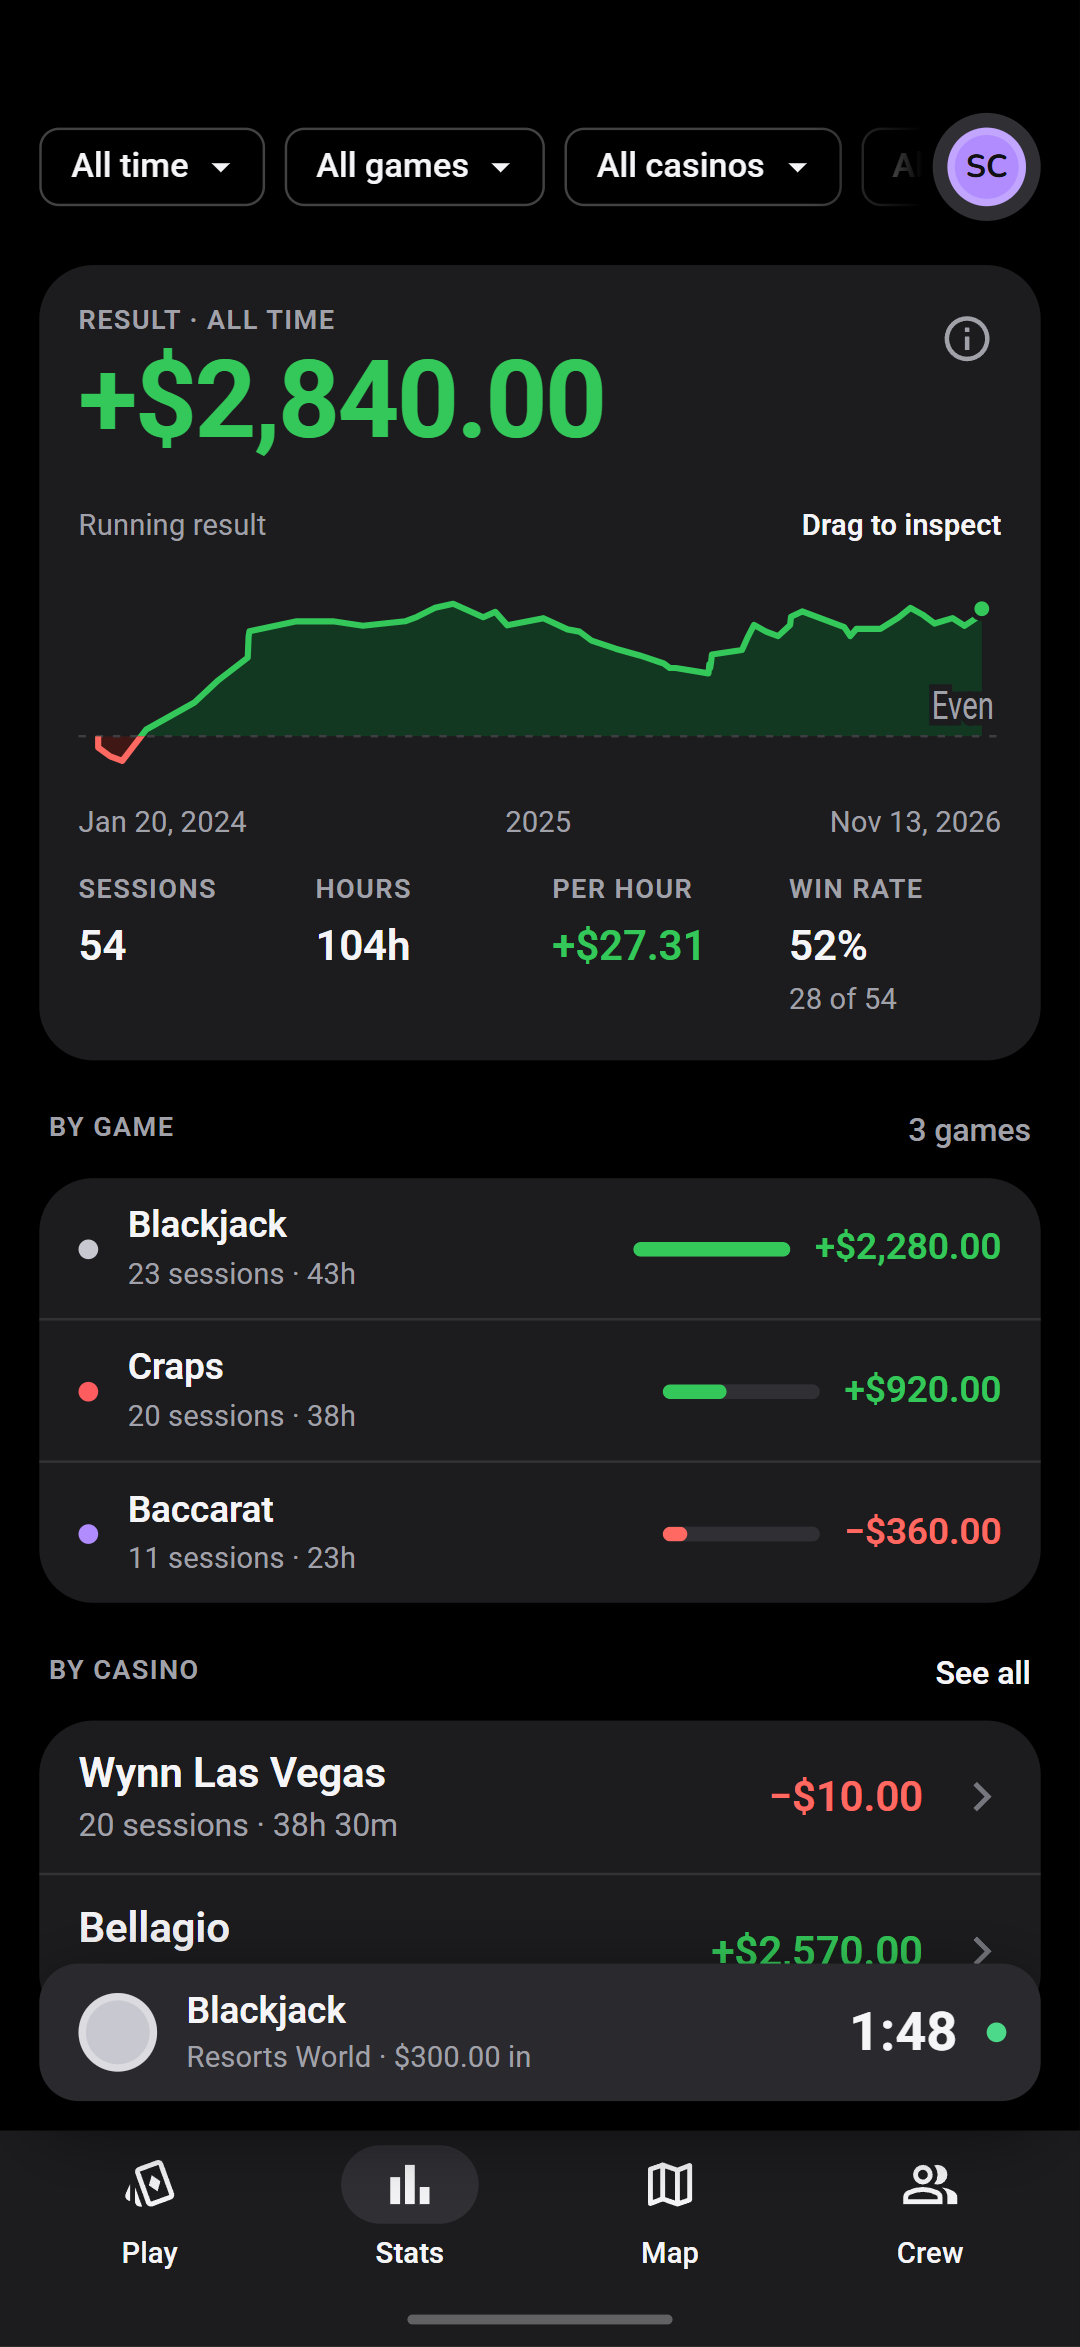 All time
All games
All casinos
SC
RESULT · ALL TIME
+$2,840.00
Running result
Drag to inspect
Even
Jan 20, 2024
2025
Nov 13, 2026
SESSIONS
HOURS
PER HOUR
WIN RATE
54
104h
+$27.31
52%
28 of 54
BY GAME
3 games
Blackjack
23 sessions · 43h
+$2,280.00
Craps
20 sessions · 38h
+$920.00
Baccarat
11 sessions · 23h
−$360.00
BY CASINO
See all
Wynn Las Vegas
20 sessions · 38h 30m
−$10.00
Bellagio
+$2,570.00
Blackjack
Resorts World · $300.00 in
1:48
Play
Stats
Map
Crew